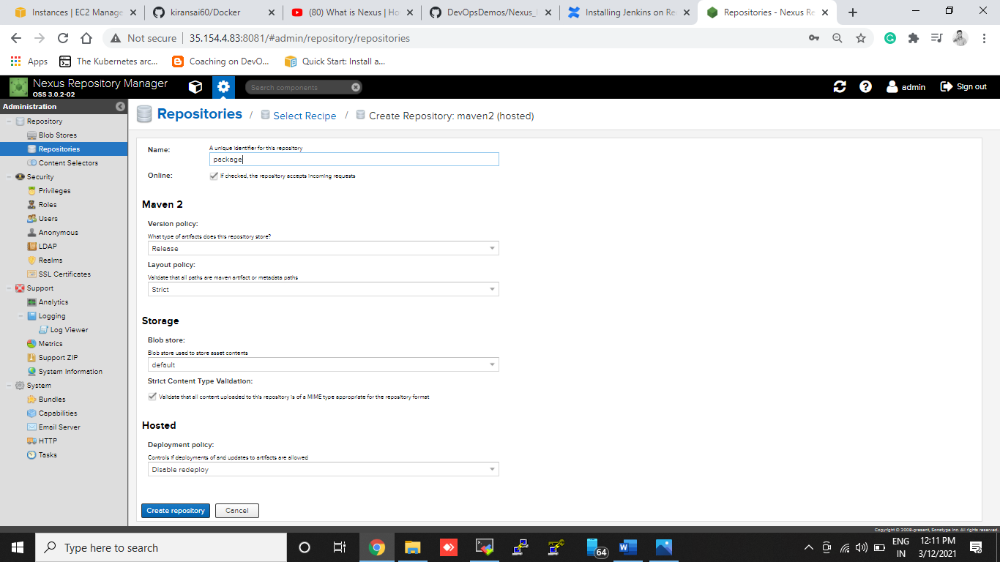 Instances | EC2 Manage
kiransai60/Docker
(80) What is Nexus | Ho
DevOpsDemos/Nexus_
Installing Jenkins on Re
Repositories - Nexus Re
Not secure | 35.154.4.83:8081/#admin/repository/repositories
Apps
The Kubernetes arc...
Coaching on DevO...
Quick Start: Install a...
Nexus Repository Manager
OSS 3.0.2-02
Search components
admin
Sign out
Administration
Repository
Blob Stores
Repositories
Content Selectors
Security
Privileges
Roles
Users
Anonymous
LDAP
Realms
SSL Certificates
Support
Analytics
Logging
Log Viewer
Metrics
Support ZIP
System Information
System
Bundles
Capabilities
Email Server
HTTP
Tasks
Repositories / Select Recipe / Create Repository: maven2 (hosted)
Name:
A unique identifier for this repository
package
Online:
If checked, the repository accepts incoming requests
Maven 2
Version policy:
What type of artifacts does this repository store?
Release
Layout policy:
Validate that all paths are maven artifact or metadata paths
Strict
Storage
Blob store:
Blob store used to store asset contents
default
Strict Content Type Validation:
Validate that all content uploaded to this repository is of a MIME type appropriate for the repository format
Hosted
Deployment policy:
Controls if deployments of and updates to artifacts are allowed
Disable redeploy
Create repository
Cancel
Copyright © 2008-present, Sonatype Inc. All rights reserved.
Type here to search
64
ENG
IN
12:11 PM
3/12/2021